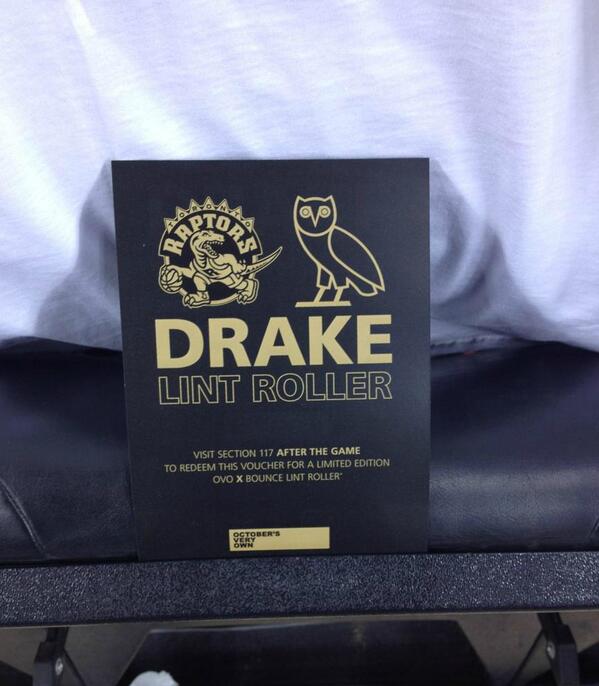 TORONTO
RAPTORS
DRAKE
LINT ROLLER
VISIT SECTION 117 AFTER THE GAME
TO REDEEM THIS VOUCHER FOR A LIMITED EDITION
OVO X BOUNCE LINT ROLLER*
OCTOBER'S
VERY
OWN